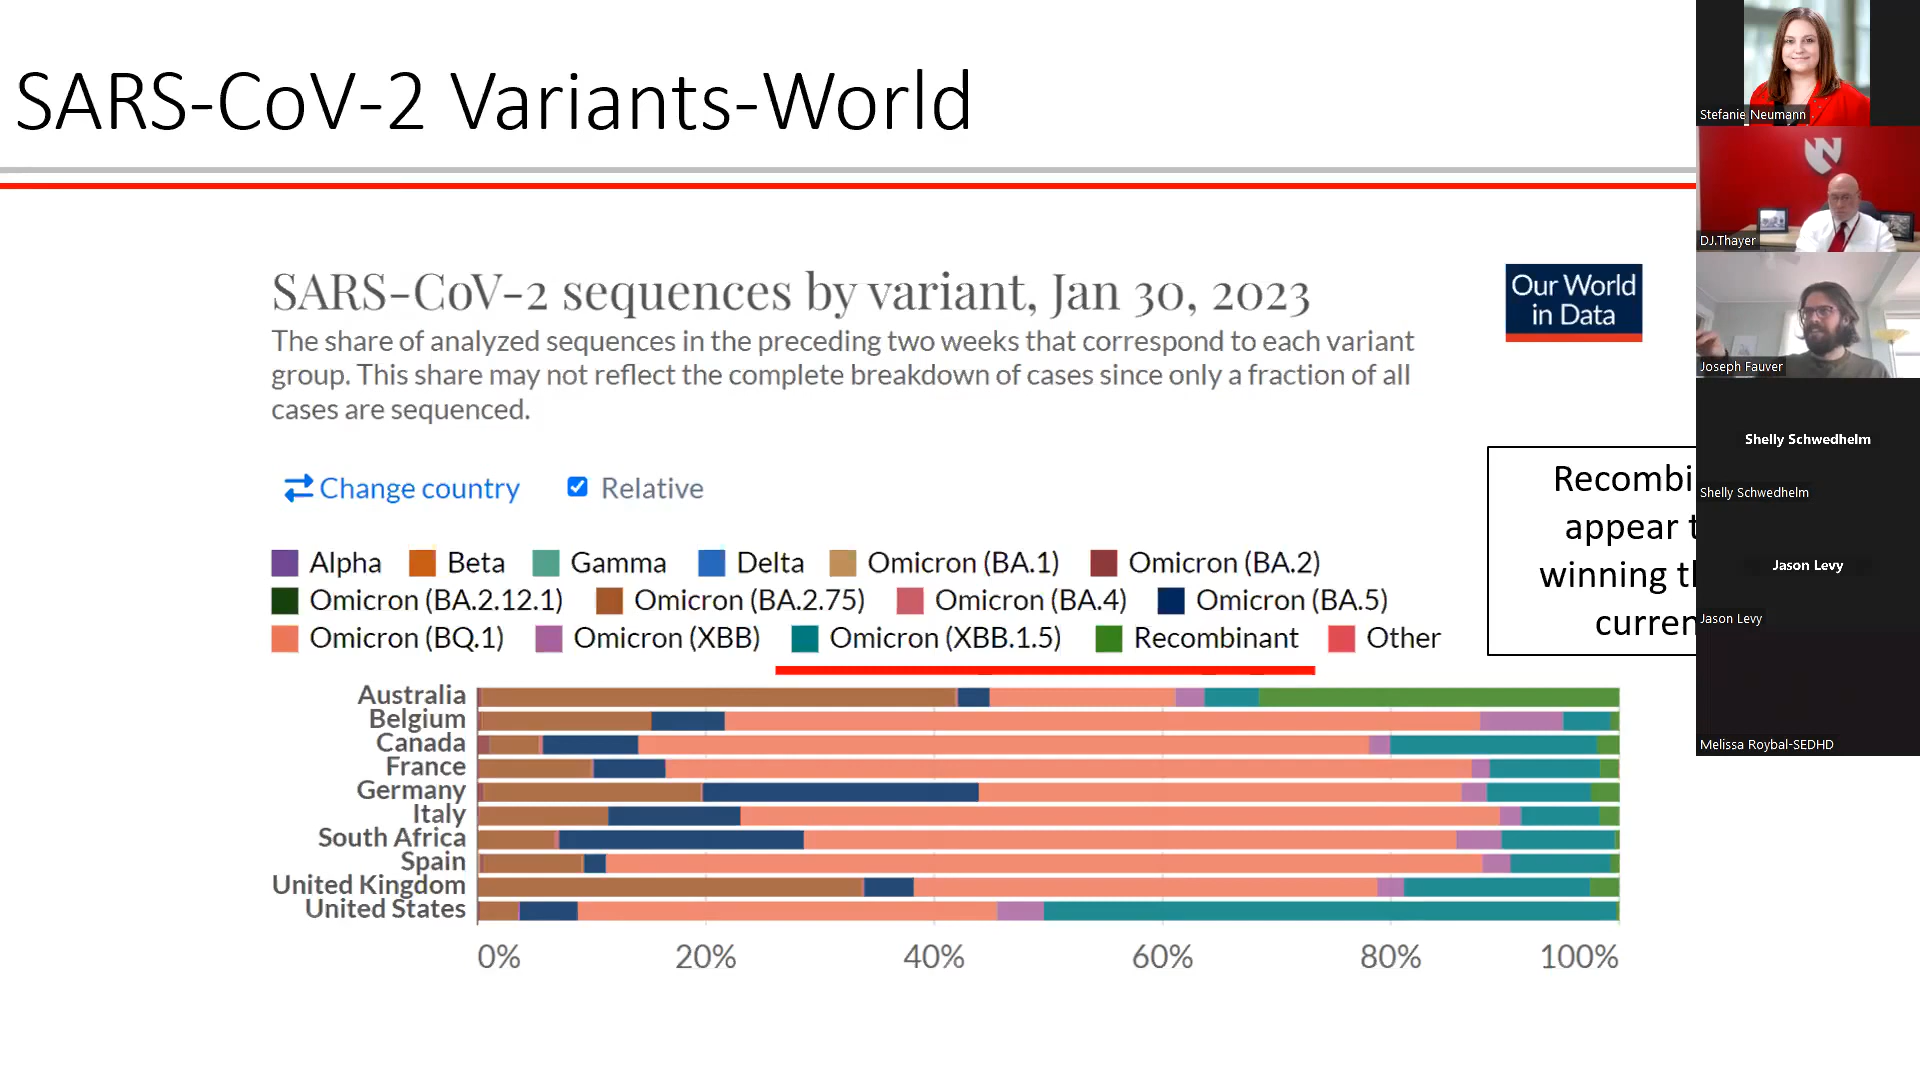 SARS-CoV-2 Variants-World
SARS-CoV-2 sequences by variant, Jan 30, 2023
Our World
in Data
The share of analyzed sequences in the preceding two weeks that correspond to each variant
group. This share may not reflect the complete breakdown of cases since only a fraction of all
cases are sequenced.
Change country
Relative
Alpha Beta Gamma Delta Omicron (BA.1) Omicron (BA.2)
Omicron (BA.2.12.1) Omicron (BA.2.75) Omicron (BA.4) Omicron (BA.5)
Omicron (BQ.1) Omicron (XBB) Omicron (XBB.1.5) Recombinant Other
Australia
Belgium
Canada
France
Germany
Italy
South Africa
Spain
United Kingdom
United States
0% 20% 40% 60% 80% 100%
Recombi
appear t
winning t
curren
Stefanie Neumann
DJ.Thayer
Joseph Fauver
Shelly Schwedhelm
Shelly Schwedhelm
Jason Levy
Jason Levy
Melissa Roybal-SEDHD